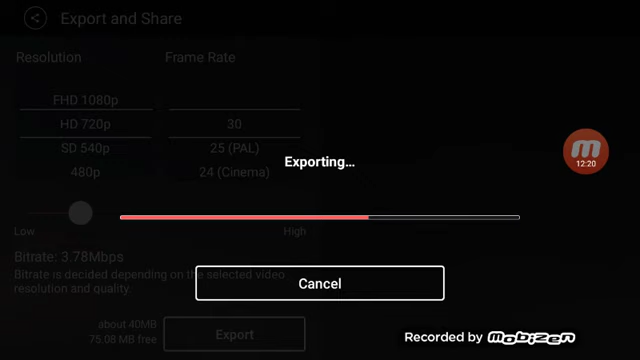 Export and Share
Resolution
Frame Rate
FHD 1080p
HD 720p
30
SD 540p
25 (PAL)
480p
24 (Cinema)
Exporting...
m
12:20
Low
High
Bitrate: 3.78Mbps
Bitrate is decided depending on the selected video
resolution and quality.
Cancel
about 40MB
75.08 MB free
Export
Recorded by Mobizen